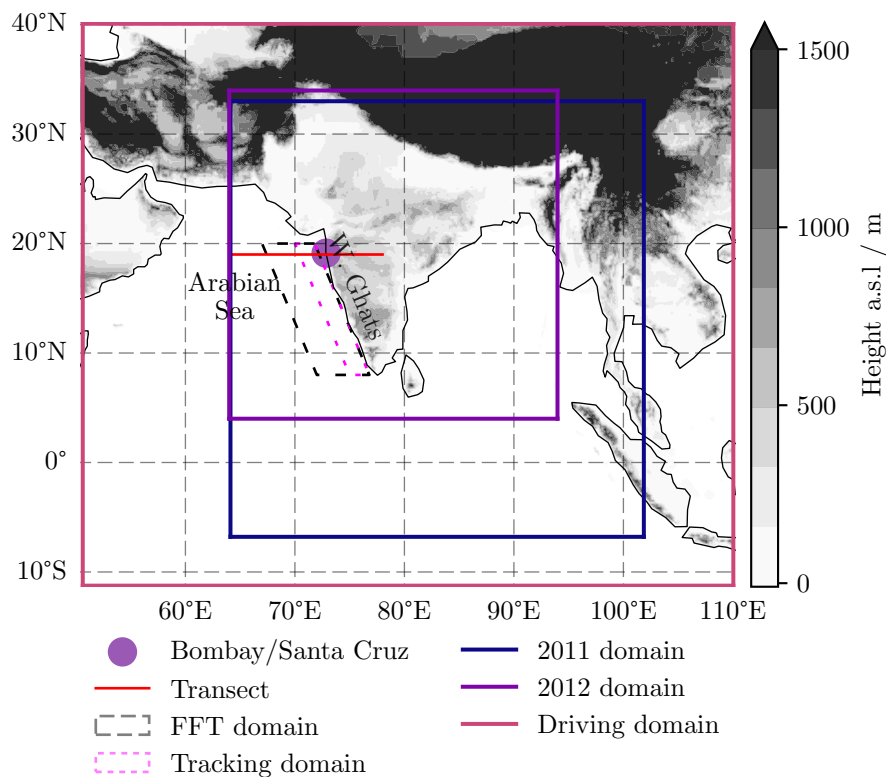 40°N
30°N
20°N
10°N
0°
10°S
60°E
70°E
80°E
90°E
100°E
110°E
Arabian
Sea
W. Ghats
1500
1000
500
0
Height a.s.l / m
Bombay/Santa Cruz
Transect
FFT domain
Tracking domain
2011 domain
2012 domain
Driving domain